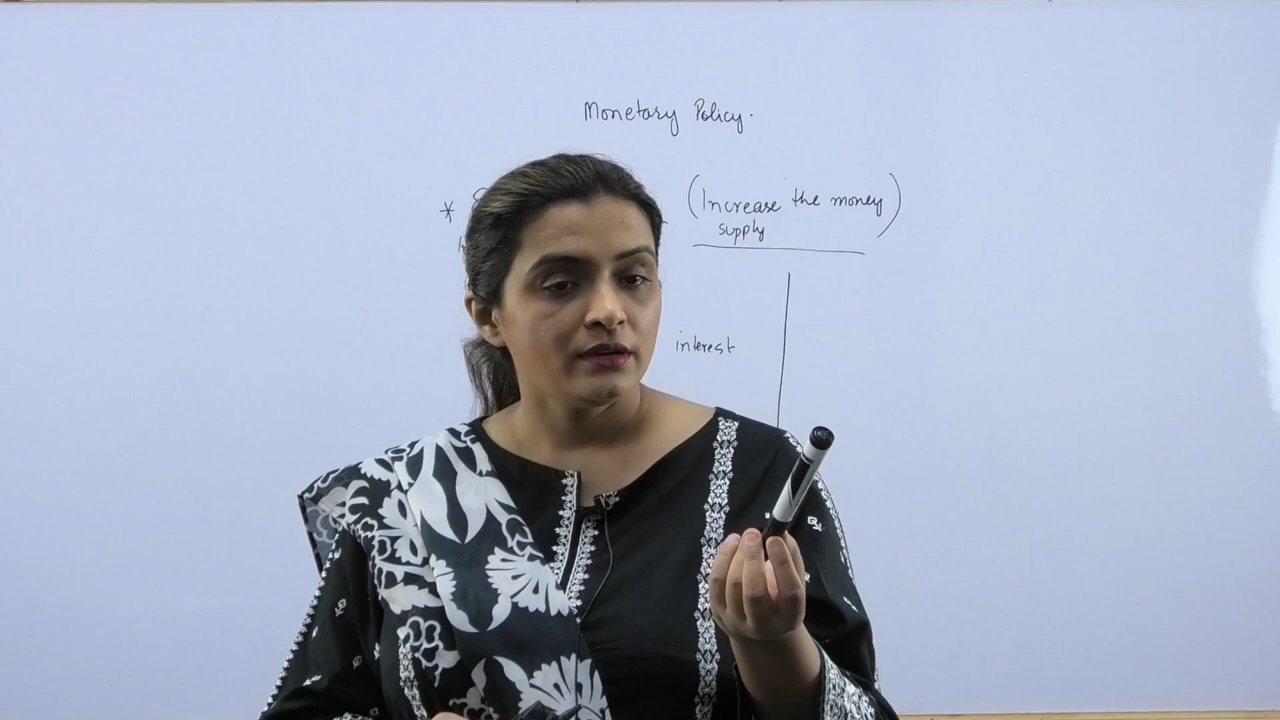 Monetary Policy.
* (Increase the money
supply)
interest